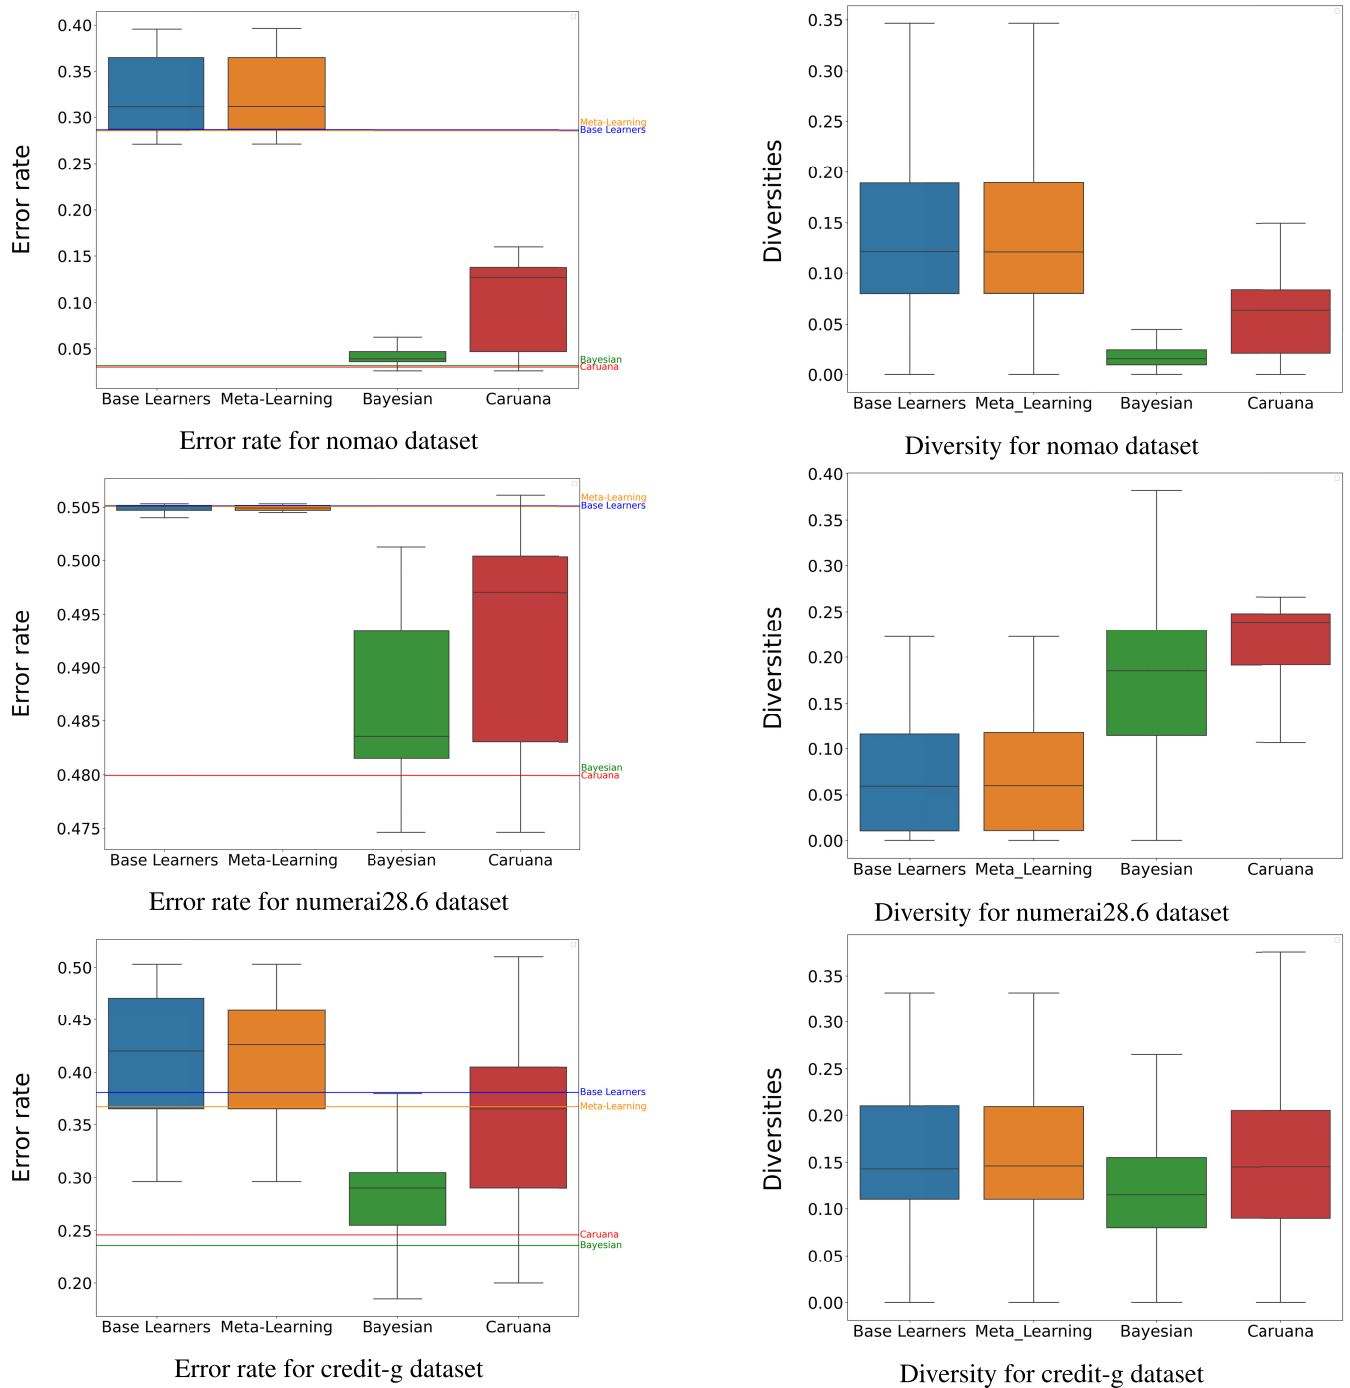 Error rate
0.40
0.35
0.30
0.25
0.20
0.15
0.10
0.05
Meta-Learning
Base Learners
Bayesian
Caruana
Base Learners Meta-Learning Bayesian Caruana
Error rate for nomao dataset
Diversities
0.35
0.30
0.25
0.20
0.15
0.10
0.05
0.00
Base Learners Meta_Learning Bayesian Caruana
Diversity for nomao dataset
Error rate
0.505
0.500
0.495
0.490
0.485
0.480
0.475
Meta-Learning
Base Learners
Bayesian
Caruana
Base Learners Meta-Learning Bayesian Caruana
Error rate for numerai28.6 dataset
Diversities
0.40
0.35
0.30
0.25
0.20
0.15
0.10
0.05
0.00
Base Learners Meta_Learning Bayesian Caruana
Diversity for numerai28.6 dataset
Error rate
0.50
0.45
0.40
0.35
0.30
0.25
0.20
Base Learners
Meta-Learning
Caruana
Bayesian
Base Learners Meta-Learning Bayesian Caruana
Error rate for credit-g dataset
Diversities
0.35
0.30
0.25
0.20
0.15
0.10
0.05
0.00
Base Learners Meta_Learning Bayesian Caruana
Diversity for credit-g dataset